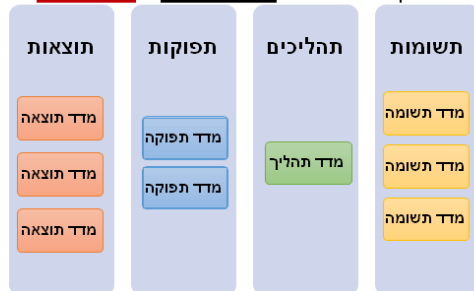 תשומות
מדד תשומה
מדד תשומה
מדד תשומה
תהליכים
מדד תהליך
תפוקות
מדד תפוקה
מדד תפוקה
תוצאות
מדד תוצאה
מדד תוצאה
מדד תוצאה